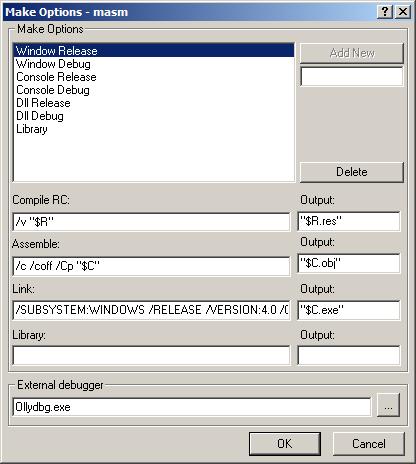 Make Options - masm
Make Options
Window Release
Window Debug
Console Release
Console Debug
Dll Release
Dll Debug
Library
Add New
Delete
Compile RC:
Output:
/v "$R"
"$R.res"
Assemble:
Output:
/c /coff /Cp "$C"
"$C.obj"
Link:
Output:
/SUBSYSTEM:WINDOWS /RELEASE /VERSION:4.0
"$C.exe"
Library:
Output:
External debugger
Ollydbg.exe
...
OK
Cancel